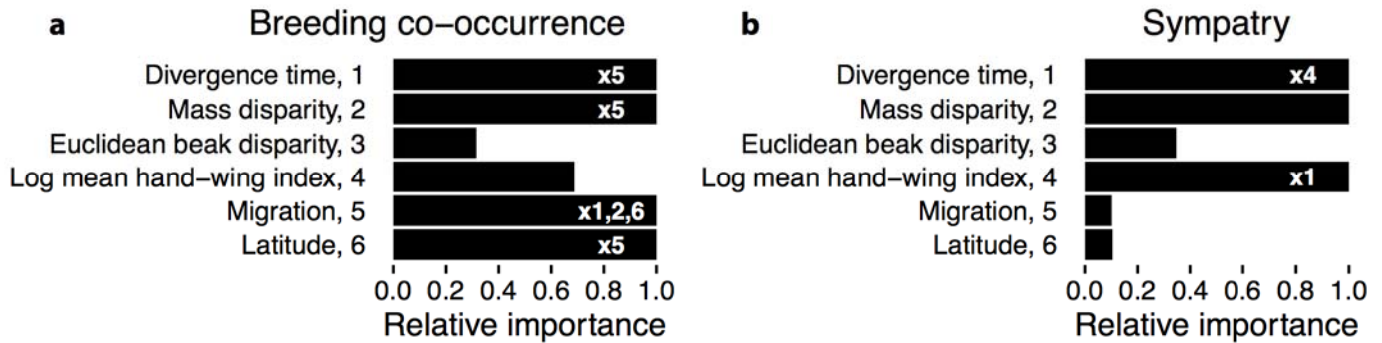 a Breeding co–occurrence
Divergence time, 1 x5
Mass disparity, 2 x5
Euclidean beak disparity, 3
Log mean hand–wing index, 4
Migration, 5 x1,2,6
Latitude, 6 x5
0.0 0.2 0.4 0.6 0.8 1.0
Relative importance
b Sympatry
Divergence time, 1 x4
Mass disparity, 2
Euclidean beak disparity, 3
Log mean hand–wing index, 4 x1
Migration, 5
Latitude, 6
0.0 0.2 0.4 0.6 0.8 1.0
Relative importance